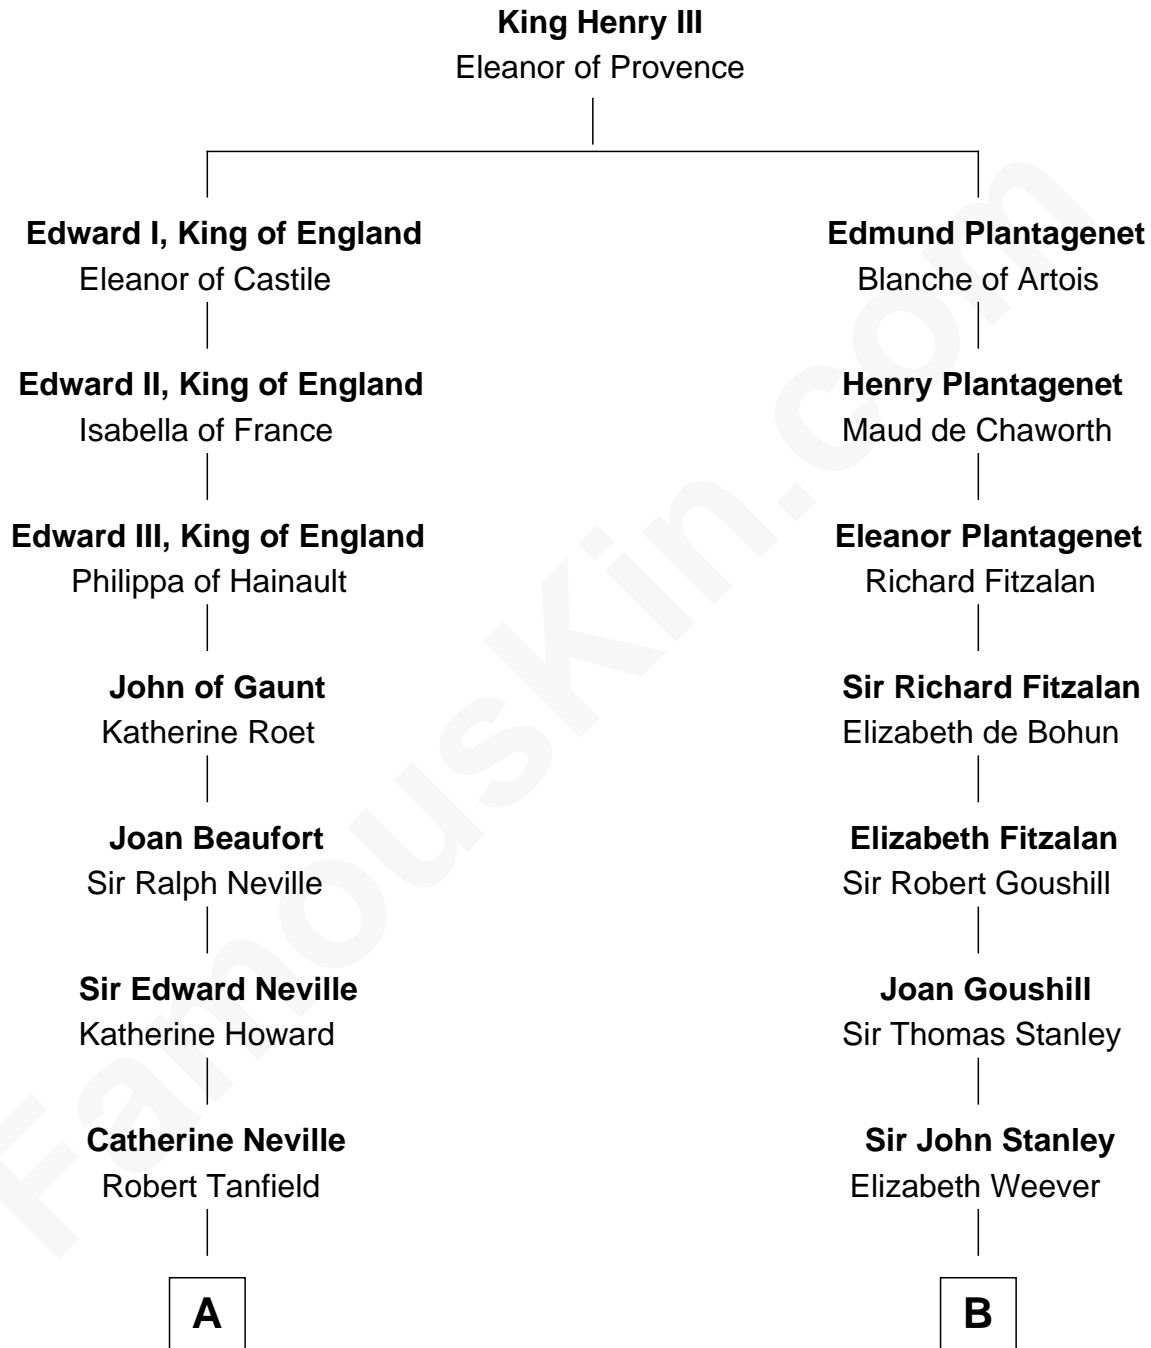 King Henry III
Eleanor of Provence
Edward I, King of England
Eleanor of Castile
Edward II, King of England
Isabella of France
Edward III, King of England
Philippa of Hainault
John of Gaunt
Katherine Roet
Joan Beaufort
Sir Ralph Neville
Sir Edward Neville
Katherine Howard
Catherine Neville
Robert Tanfield
A
Edmund Plantagenet
Blanche of Artois
Henry Plantagenet
Maud de Chaworth
Eleanor Plantagenet
Richard Fitzalan
Sir Richard Fitzalan
Elizabeth de Bohun
Elizabeth Fitzalan
Sir Robert Goushill
Joan Goushill
Sir Thomas Stanley
Sir John Stanley
Elizabeth Weever
B
FamousKin.com